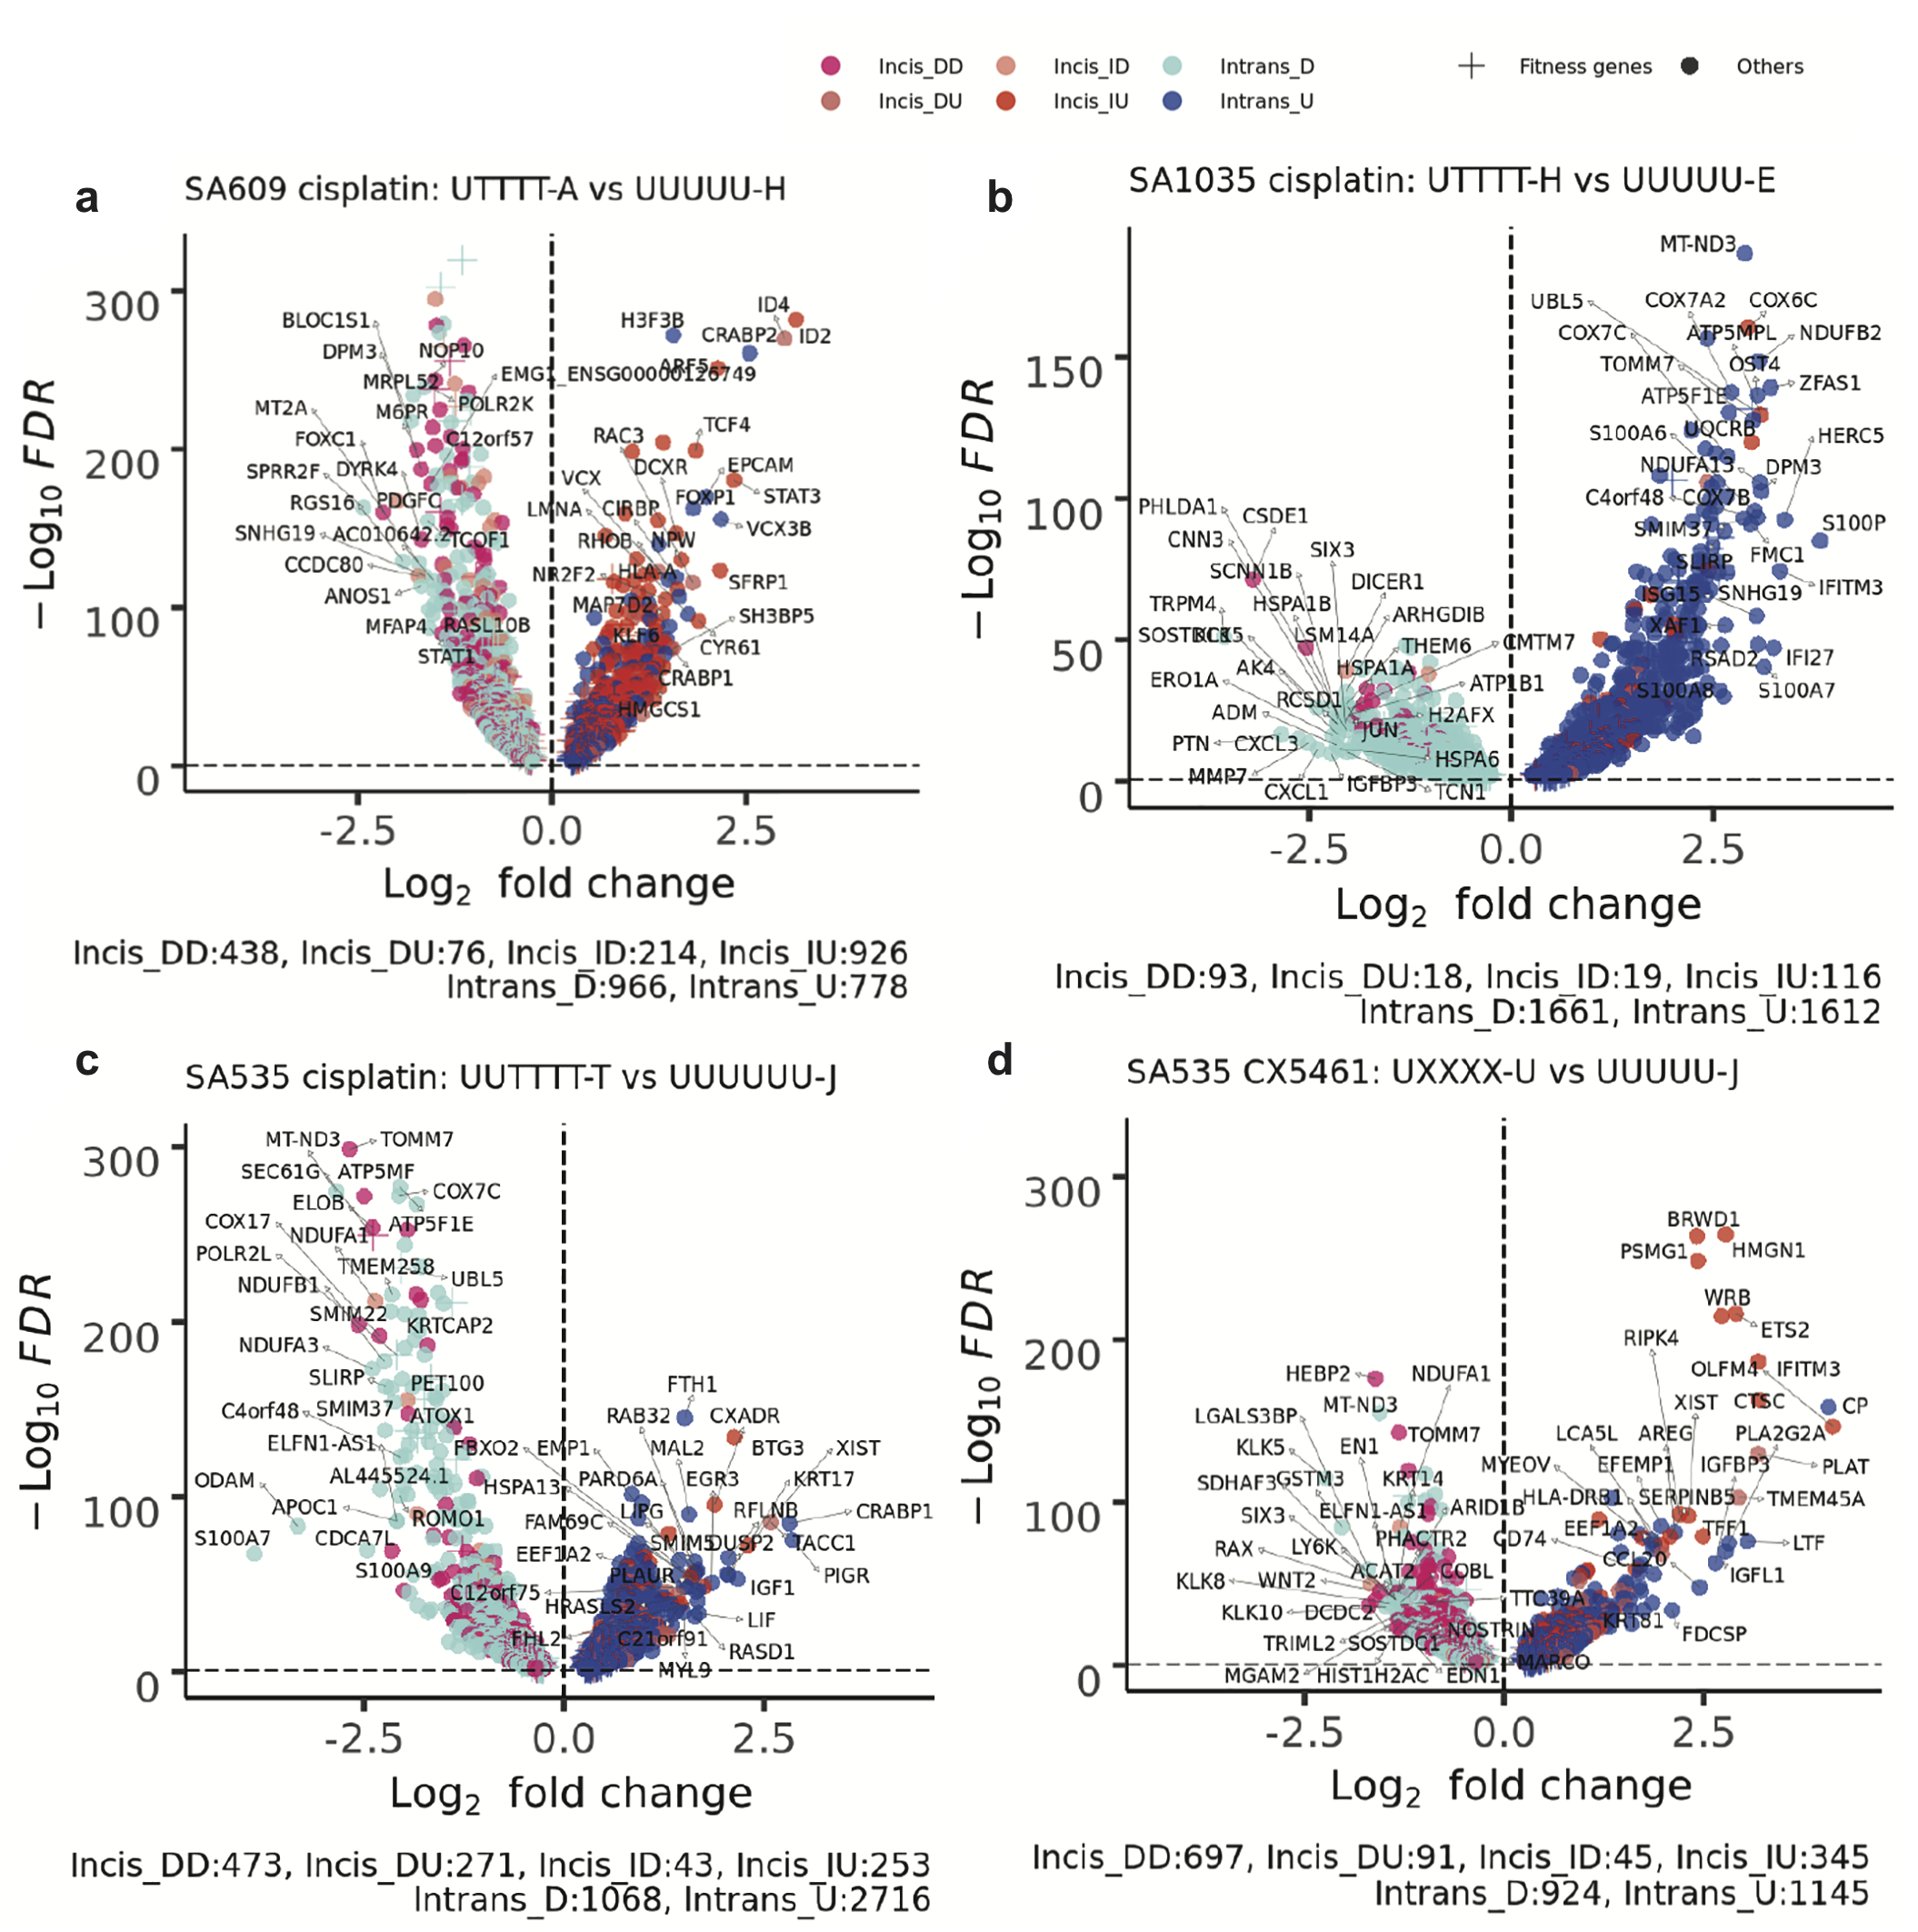 Incis_DD Incis_ID Intrans_D Fitness genes Others
Incis_DU Incis_IU Intrans_U
a
SA609 cisplatin: UTTTT-A vs UUUUU-H
−Log10 FDR
300
200
100
0
BLOC1S1
DPM3
NOP10
MRPL52
EMG1_ENSG00000126749
MT2A
M6PR
POLR2K
FOXC1
C12orf57
SPRR2F
DYRK4
RGS16
PDGFC
SNHG19
AC010642.2
TCOF1
CCDC80
ANOS1
MFAP4
RASL10B
STAT1
H3F3B
ID4
CRABP2
ID2
ARF5
TCF4
RAC3
DCXR
EPCAM
VCX
FOXP1
STAT3
LMNA
CIRBP
VCX3B
RHOB
NPW
NR2F2
HLA-A
SFRP1
MAP7D2
SH3BP5
KLF6
CYR61
CRABP1
HMGCS1
-2.5 0.0 2.5
Log2 fold change
Incis_DD:438, Incis_DU:76, Incis_ID:214, Incis_IU:926
Intrans_D:966, Intrans_U:778
b
SA1035 cisplatin: UTTTT-H vs UUUUU-E
−Log10 FDR
150
100
50
0
MT-ND3
UBL5
COX7A2
COX6C
COX7C
ATP5MPL
NDUFB2
TOMM7
OST4
ZFAS1
ATP5F1E
S100A6
UQCRB
HERC5
NDUFA13
DPM3
C4orf48
COX7B
SMIM37
S100P
FMC1
SLIRP
IFITM3
ISG15
SNHG19
XAF1
RSAD2
IFI27
S100A8
S100A7
PHLDA1
CSDE1
CNN3
SIX3
SCNN1B
DICER1
TRPM4
HSPA1B
ARHGDIB
LSM14A
THEM6
CMTM7
AK4
HSPA1A
ERO1A
ATP1B1
RCSD1
ADM
H2AFX
JUN
PTN
CXCL3
HSPA6
MMP7
CXCL1
IGFBP3
TCN1
-2.5 0.0 2.5
Log2 fold change
Incis_DD:93, Incis_DU:18, Incis_ID:19, Incis_IU:116
Intrans_D:1661, Intrans_U:1612
c
SA535 cisplatin: UUTTTT-T vs UUUUUU-J
−Log10 FDR
300
200
100
0
MT-ND3
TOMM7
SEC61G
ATP5MF
COX7C
ELOB
COX17
ATP5F1E
NDUFA1
POLR2L
TMEM258
NDUFB1
UBL5
SMIM22
KRTCAP2
NDUFA3
SLIRP
PET100
C4orf48
SMIM37
ATOX1
ELFN1-AS1
ODAM
AL445524.1
APOC1
ROMO1
S100A7
CDCA7L
S100A9
C12orf75
FTH1
RAB32
CXADR
FBXO2
EMP1
MAL2
BTG3
XIST
HSPA13
PARD6A
EGR3
KRT17
FAM69C
LIPG
RFLNB
CRABP1
SMIM5
DUSP2
TACC1
EEF1A2
PLAUR
IGF1
PIGR
HRASLS2
LIF
FHL2
C21orf91
RASD1
MYL9
-2.5 0.0 2.5
Log2 fold change
Incis_DD:473, Incis_DU:271, Incis_ID:43, Incis_IU:253
Intrans_D:1068, Intrans_U:2716
d
SA535 CX5461: UXXXX-U vs UUUUU-J
−Log10 FDR
300
200
100
0
BRWD1
PSMG1
HMGN1
WRB
ETS2
RIPK4
OLFM4
IFITM3
XIST
CTSC
CP
LCA5L
AREG
PLA2G2A
MYEOV
EFEMP1
IGFBP3
PLAT
HLA-DRB1
SERPINB5
TMEM45A
EEF1A2
TFF1
CD74
LTF
CCL20
IGFL1
TTC39A
KRT81
FDCSP
NOSTRIN
MARCO
HEBP2
NDUFA1
MT-ND3
LGALS3BP
TOMM7
KLK5
EN1
SDHAF3
GSTM3
KRT14
SIX3
ELFN1-AS1
ARID1B
RAX
LY6K
PHACTR2
ACAT2
COBL
KLK8
WNT2
KLK10
DCDC2
TRIML2
SOSTDC1
MGAM2
HIST1H2AC
EDN1
-2.5 0.0 2.5
Log2 fold change
Incis_DD:697, Incis_DU:91, Incis_ID:45, Incis_IU:345
Intrans_D:924, Intrans_U:1145